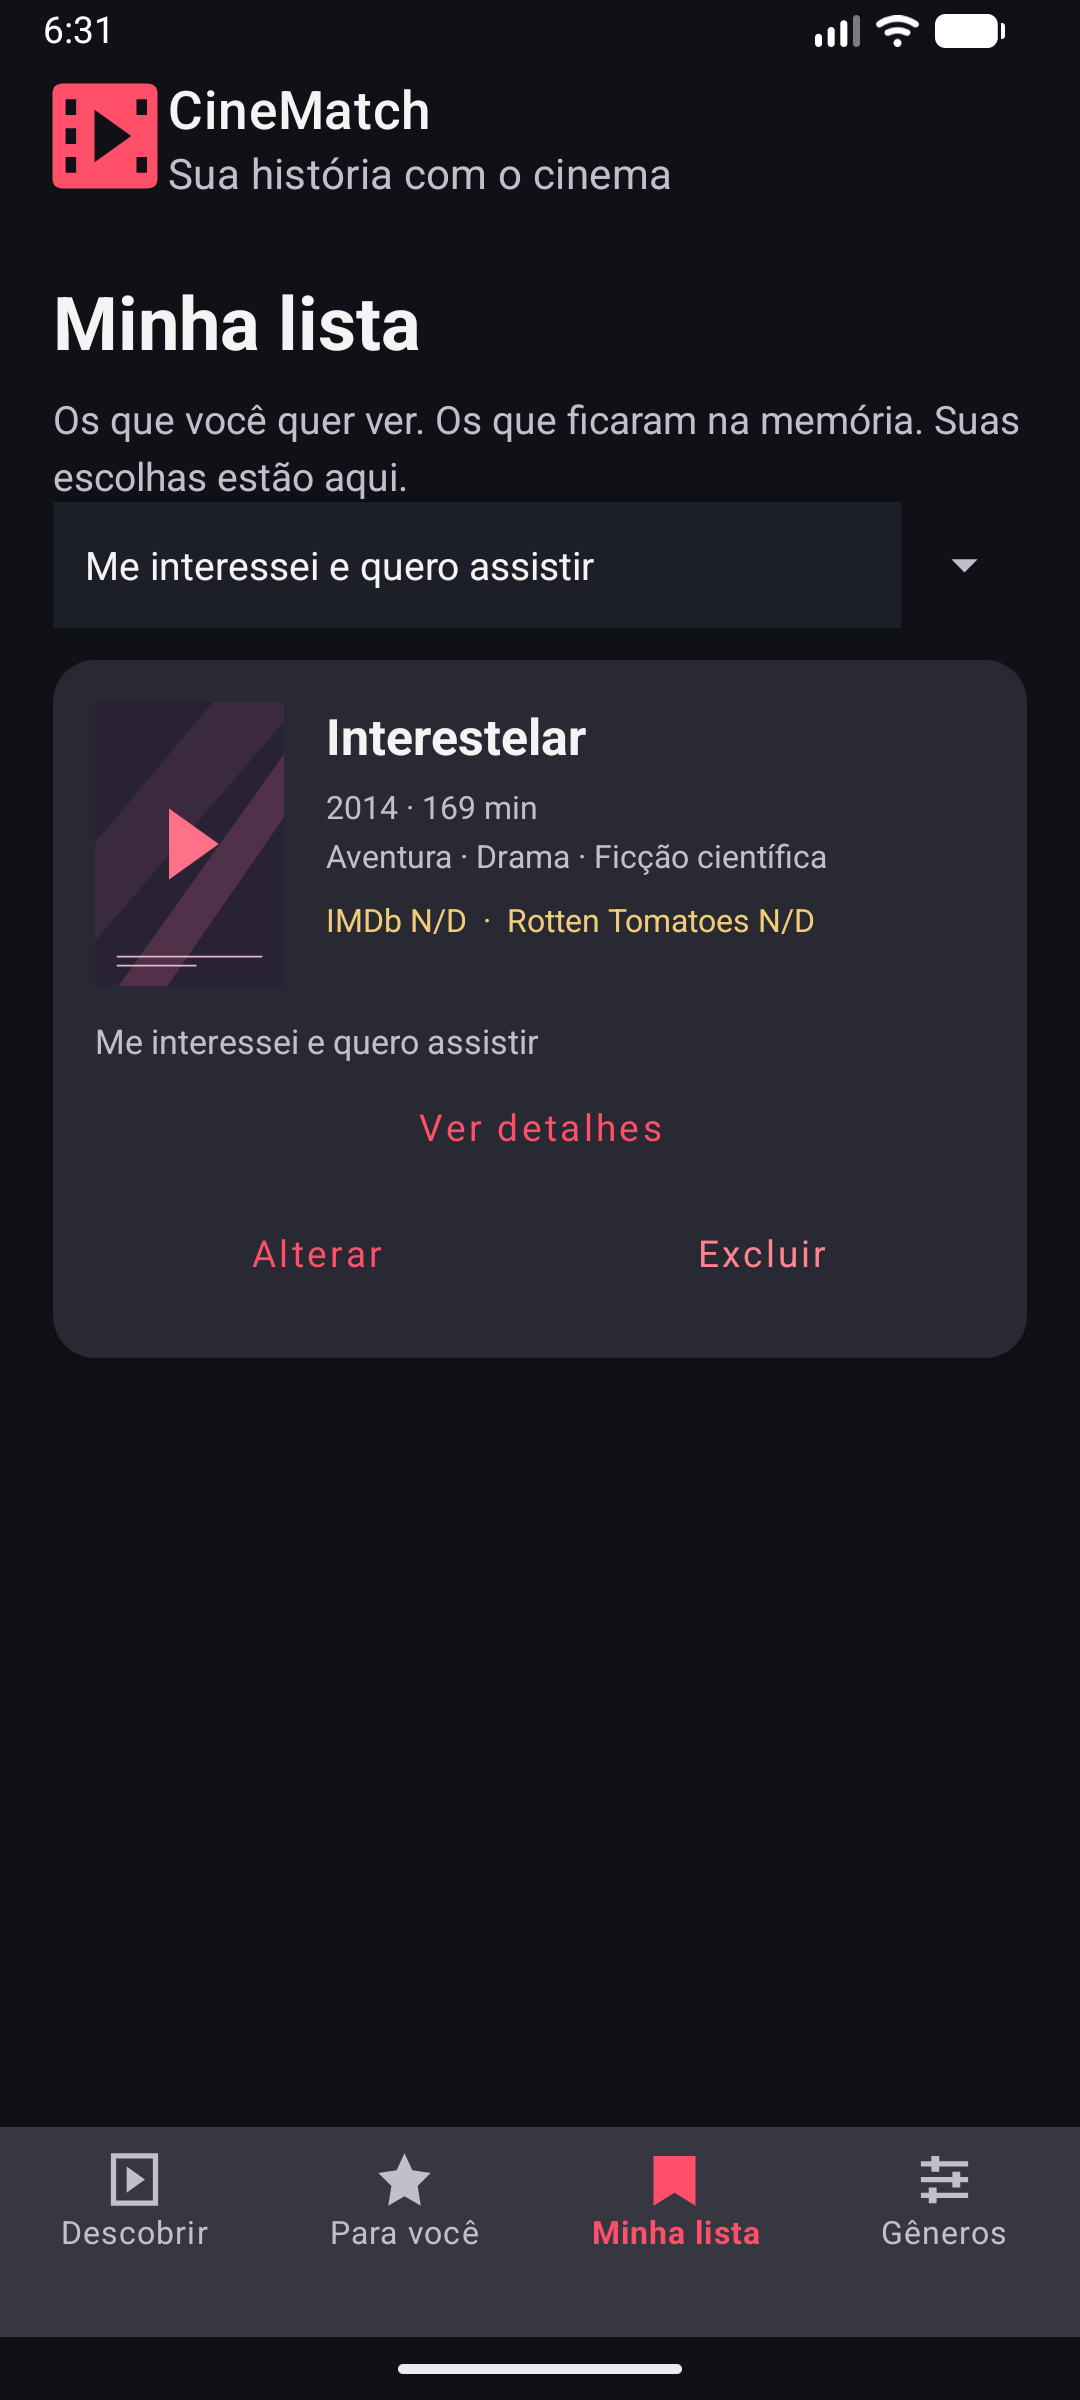 6:31
CineMatch
Sua história com o cinema
Minha lista
Os que você quer ver. Os que ficaram na memória. Suas
escolhas estão aqui.
Me interessei e quero assistir
Interestelar
2014 · 169 min
Aventura · Drama · Ficção científica
IMDb N/D · Rotten Tomatoes N/D
Me interessei e quero assistir
Ver detalhes
Alterar Excluir
Descobrir Para você Minha lista Gêneros